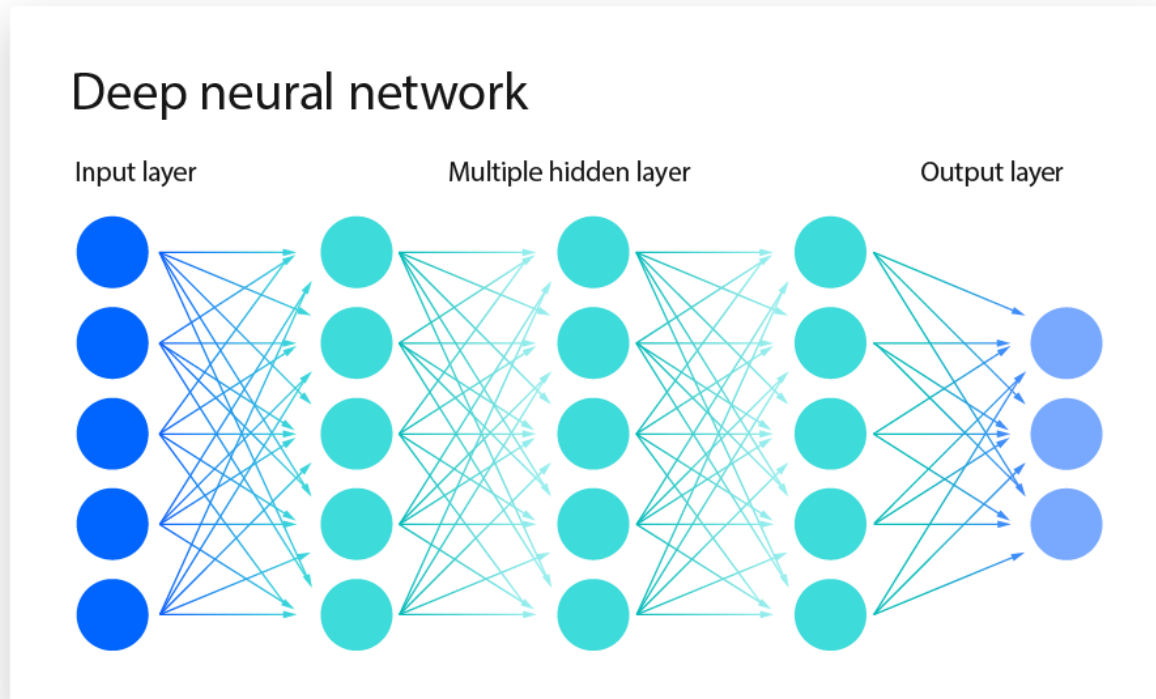 Deep neural network
Input layer
Multiple hidden layer
Output layer